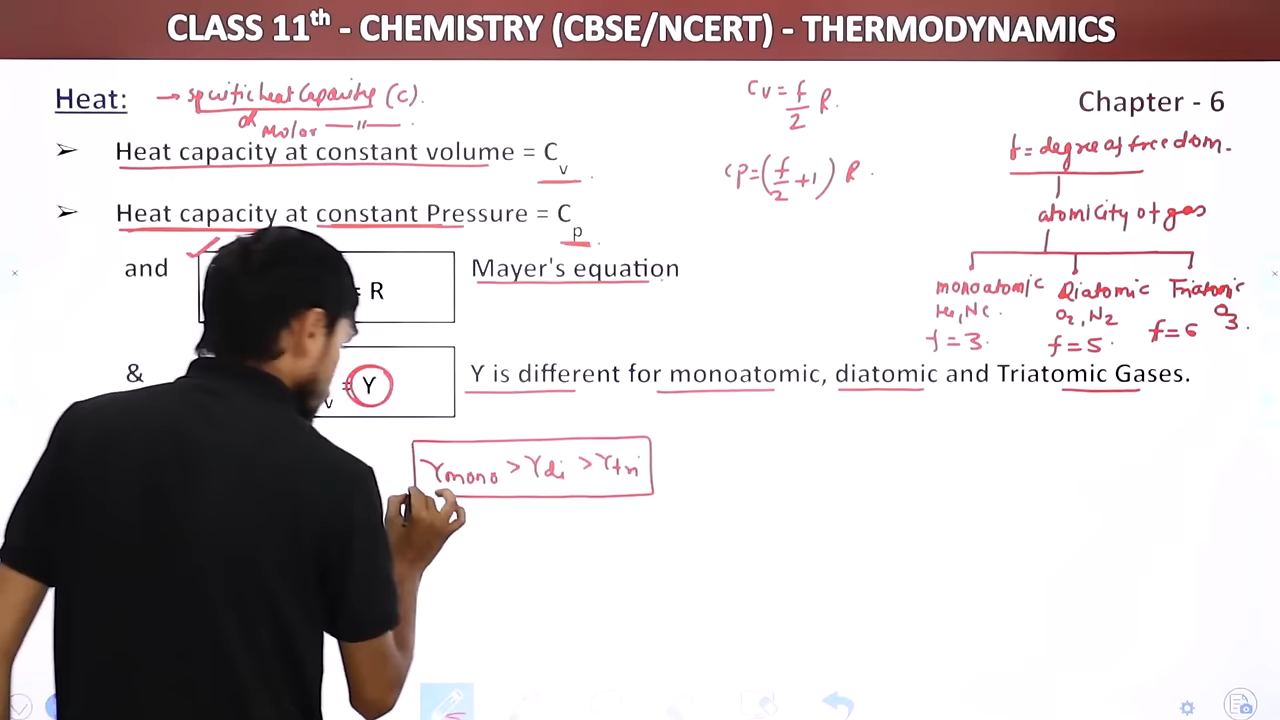 CLASS 11th - CHEMISTRY (CBSE/NCERT) - THERMODYNAMICS
Heat: → specific heat Capacity (C).
or Molar —"—
Chapter - 6
Cv = f/2 R.
f = degree of freedom.
➢ Heat capacity at constant volume = Cv
Cp = (f/2 + 1) R.
➢ Heat capacity at constant Pressure = Cp
atomicity of gas
and = R Mayer's equation
monoatomic Diatomic Triatomic
He, Ne. O2, N2 O3.
f = 3. f = 5. f = 6
& v = Y Y is different for monoatomic, diatomic and Triatomic Gases.
γmono > γdi > γtri